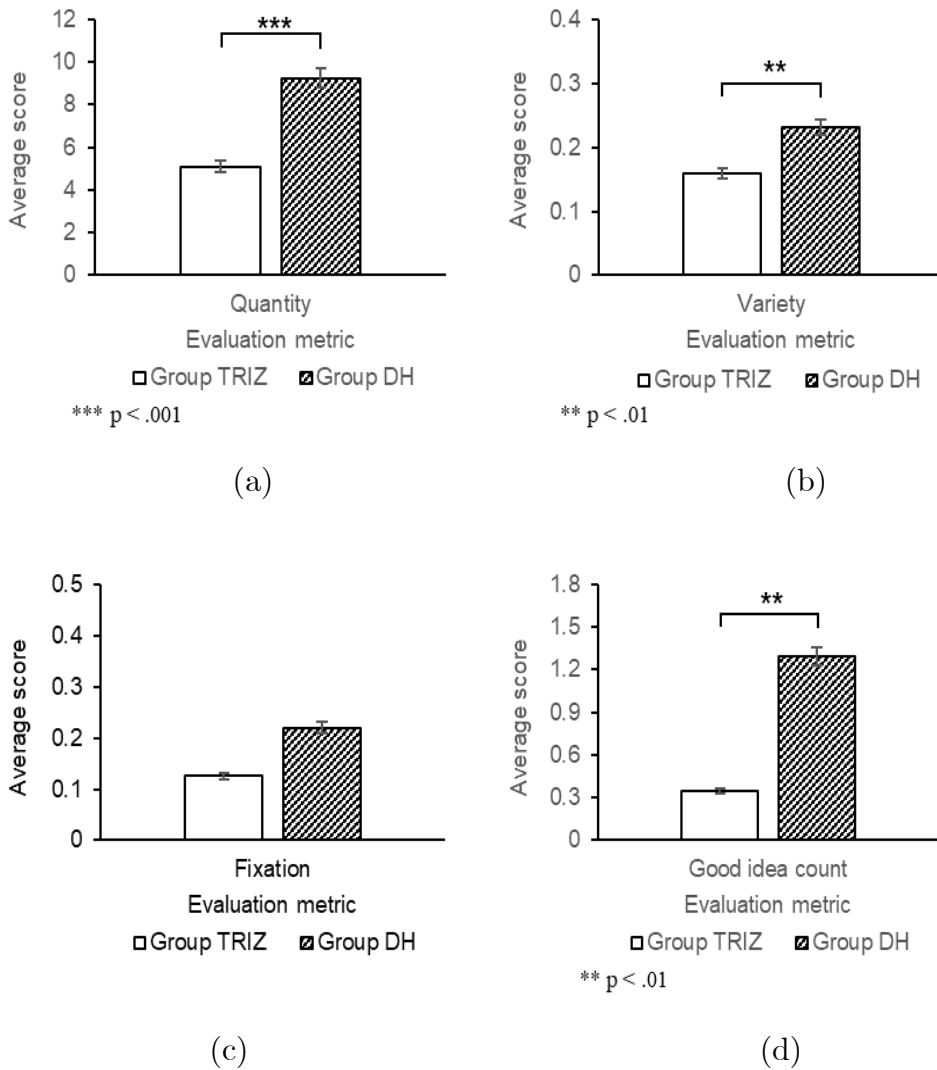 12
10
8
6
4
2
0
Average score
***
Quantity
Evaluation metric
Group TRIZ Group DH
*** p < .001
(a)
0.4
0.3
0.2
0.1
0
Average score
**
Variety
Evaluation metric
Group TRIZ Group DH
** p < .01
(b)
0.5
0.4
0.3
0.2
0.1
0
Average score
Fixation
Evaluation metric
Group TRIZ Group DH
(c)
1.8
1.5
1.2
0.9
0.6
0.3
0
Average score
**
Good idea count
Evaluation metric
Group TRIZ Group DH
** p < .01
(d)